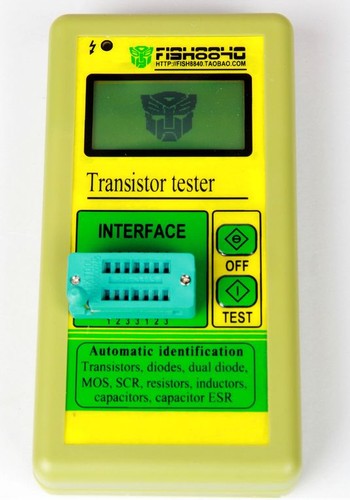 FISH8840
HTTP://FISH8840.TAOBAO.COM
Transistor tester
INTERFACE
OFF
TEST
1 2 3 3 1 2 3
Automatic identification
Transistors, diodes, dual diode,
MOS, SCR, resistors, inductors,
capacitors, capacitor ESR